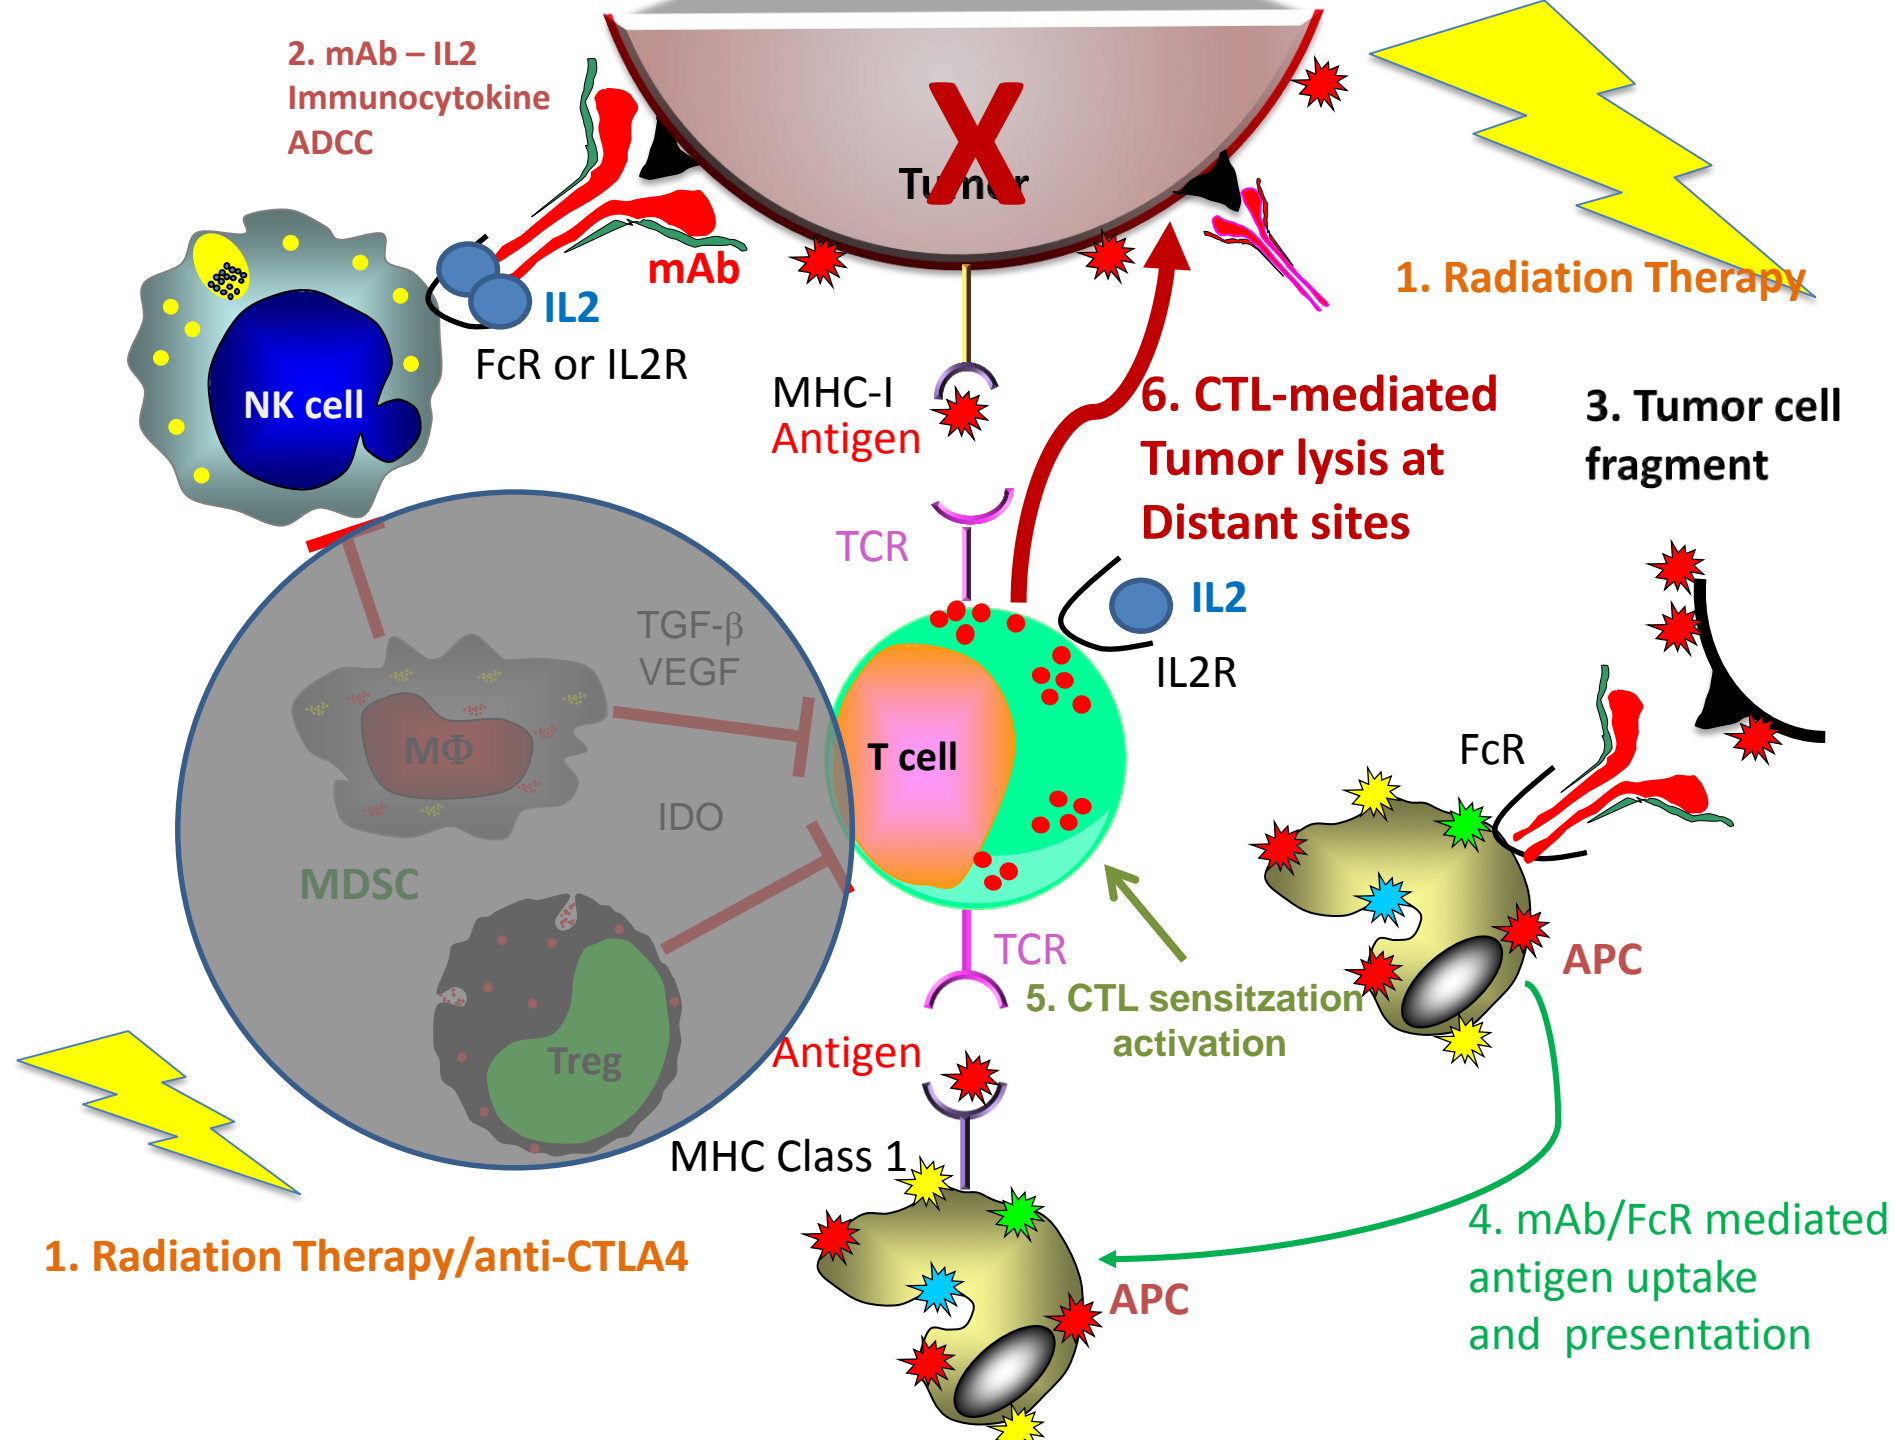 2. mAb – IL2
Immunocytokine
ADCC
Tumor
X
mAb
IL2
FcR or IL2R
NK cell
1. Radiation Therapy
MHC-I
Antigen
6. CTL-mediated
Tumor lysis at
Distant sites
3. Tumor cell
fragment
TCR
IL2
IL2R
TGF-β
VEGF
MΦ
T cell
FcR
IDO
MDSC
TCR
APC
5. CTL sensitzation
activation
Treg
Antigen
MHC Class 1
1. Radiation Therapy/anti-CTLA4
APC
4. mAb/FcR mediated
antigen uptake
and presentation